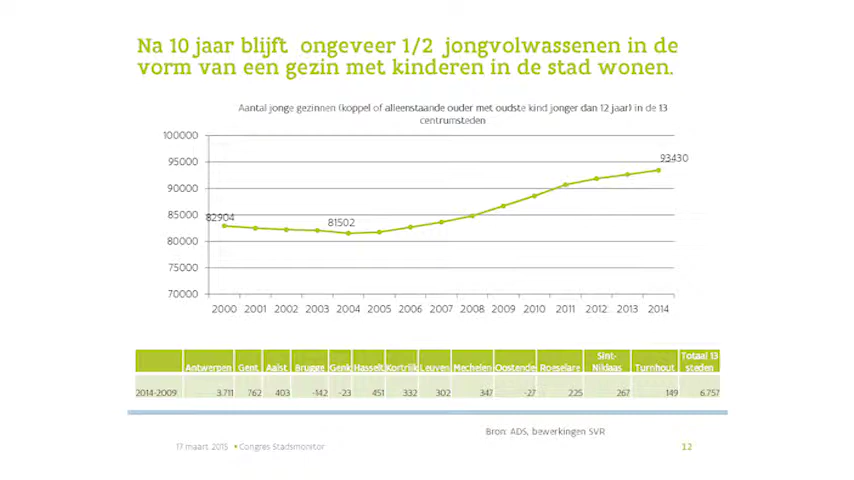 Na 10 jaar blijft ongeveer 1/2 jongvolwassenen in de
vorm van een gezin met kinderen in de stad wonen.
Aantal jonge gezinnen (koppel of alleenstaande ouder met oudste kind jonger dan 12 jaar) in de 13
centrumsteden
100000
95000
90000
85000
80000
75000
70000
82904
81502
93430
2000 2001 2002 2003 2004 2005 2006 2007 2008 2009 2010 2011 2012 2013 2014
Antwerpen Gent Aalst Brugge Genk Hasselt Kortrijk Leuven Mechelen Oostende Roeselare Sint-Niklaas Turnhout Totaal 13 steden
2014-2009 3.711 762 403 -142 -23 451 332 302 347 -27 225 267 149 6.757
Bron: ADS, bewerkingen SVR
17 maart 2015 • Congres Stadsmonitor
12